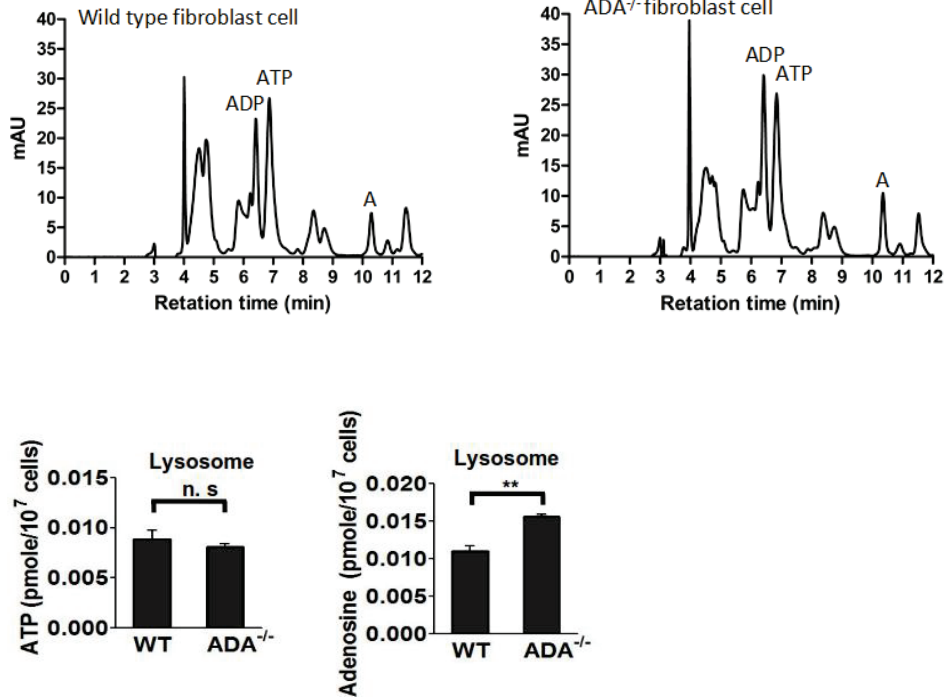 Wild type fibroblast cell
40
30
25
20
15
10
5
0
mAU
ADP
ATP
A
0 1 2 3 4 5 6 7 8 9 10 11 12
Retation time (min)
ADA-/- fibroblast cell
40
35
30
25
20
15
10
5
0
mAU
ADP
ATP
A
0 1 2 3 4 5 6 7 8 9 10 11 12
Retation time (min)
Lysosome
n. s
0.015
0.010
0.005
0.000
ATP (pmole/10^7 cells)
WT ADA-/-
Lysosome
**
0.020
0.015
0.010
0.005
0.000
Adenosine (pmole/10^7 cells)
WT ADA-/-